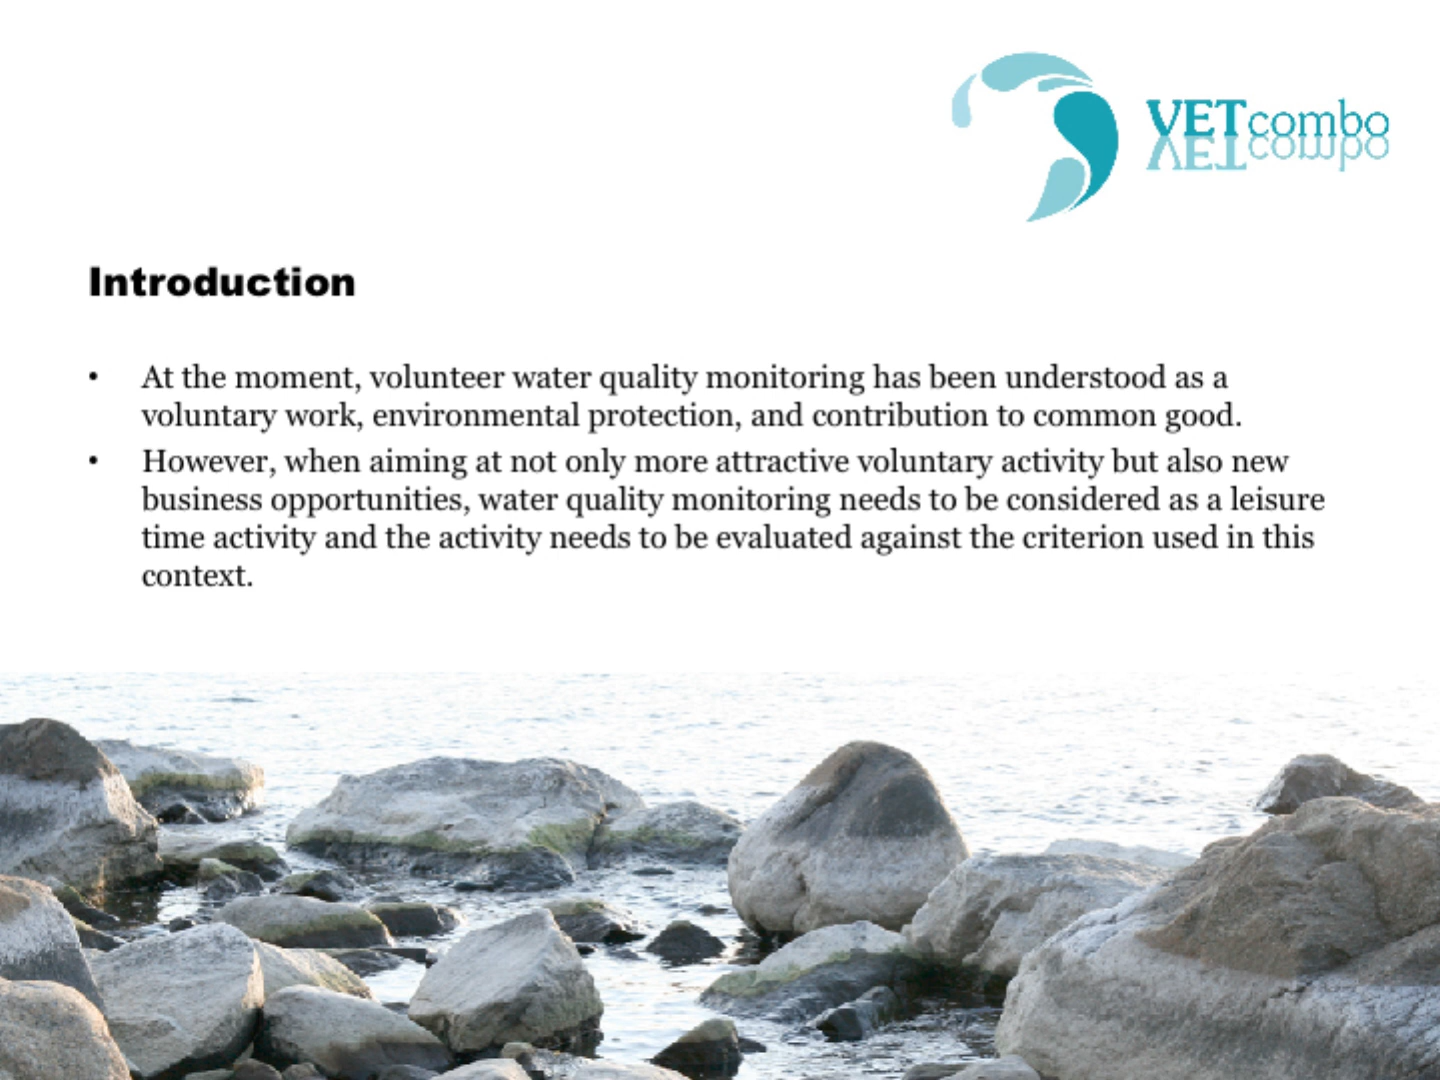 VETcombo
Introduction
• At the moment, volunteer water quality monitoring has been understood as a
voluntary work, environmental protection, and contribution to common good.
• However, when aiming at not only more attractive voluntary activity but also new
business opportunities, water quality monitoring needs to be considered as a leisure
time activity and the activity needs to be evaluated against the criterion used in this
context.